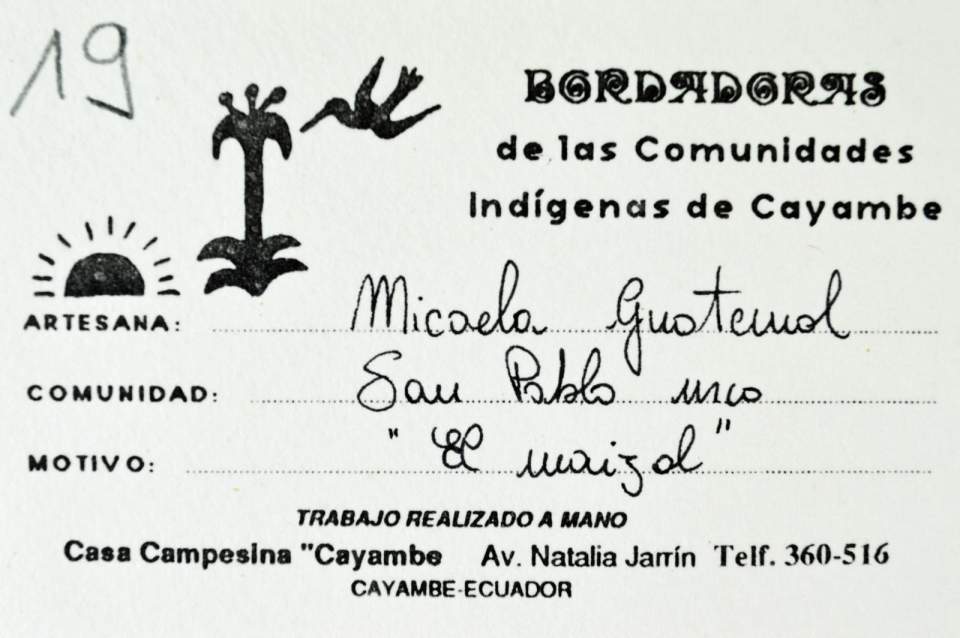 19
BORDADORAS
de las Comunidades
Indígenas de Cayambe
ARTESANA: Micaela Guatemal
COMUNIDAD: San Pablo urco
MOTIVO: "El maizal"
TRABAJO REALIZADO A MANO
Casa Campesina "Cayambe Av. Natalia Jarrín Telf. 360-516
CAYAMBE-ECUADOR